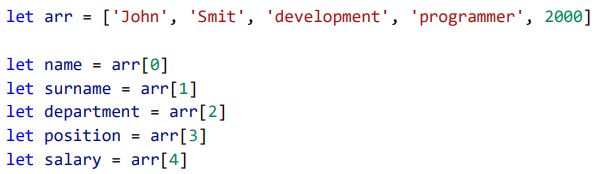 let arr = ['John', 'Smit', 'development', 'programmer', 2000]
let name = arr[0]
let surname = arr[1]
let department = arr[2]
let position = arr[3]
let salary = arr[4]